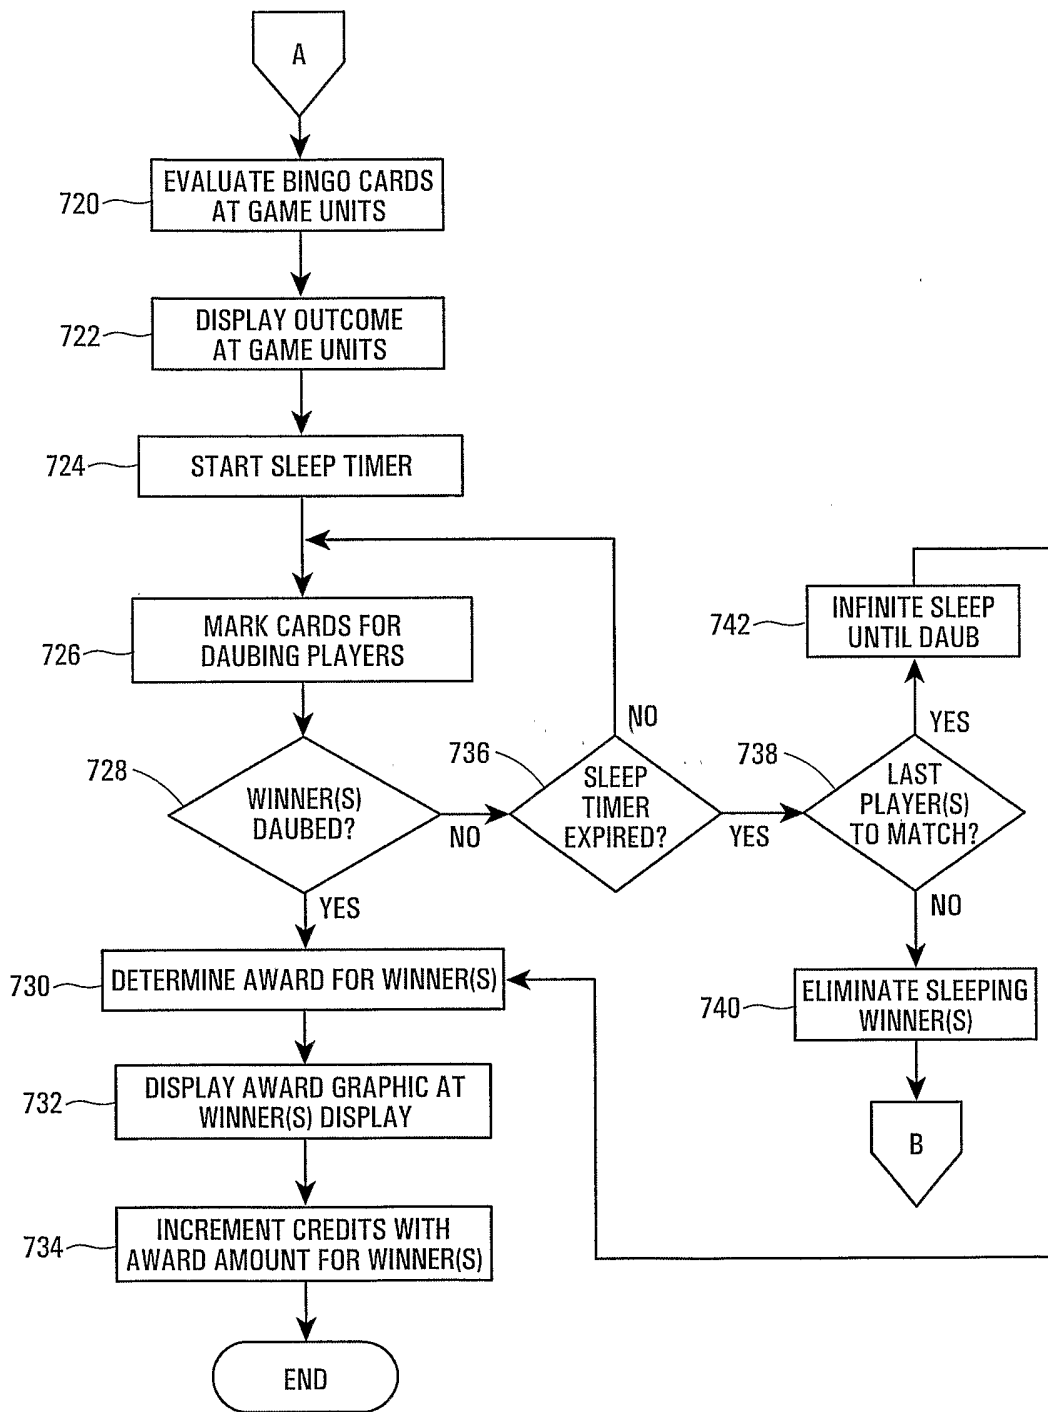 A
EVALUATE BINGO CARDS
AT GAME UNITS
720
DISPLAY OUTCOME
AT GAME UNITS
722
START SLEEP TIMER
724
MARK CARDS FOR
DAUBING PLAYERS
726
WINNER(S)
DAUBED?
728
NO
YES
SLEEP
TIMER
EXPIRED?
736
NO
YES
LAST
PLAYER(S)
TO MATCH?
738
YES
NO
INFINITE SLEEP
UNTIL DAUB
742
ELIMINATE SLEEPING
WINNER(S)
740
B
DETERMINE AWARD FOR WINNER(S)
730
DISPLAY AWARD GRAPHIC AT
WINNER(S) DISPLAY
732
INCREMENT CREDITS WITH
AWARD AMOUNT FOR WINNER(S)
734
END